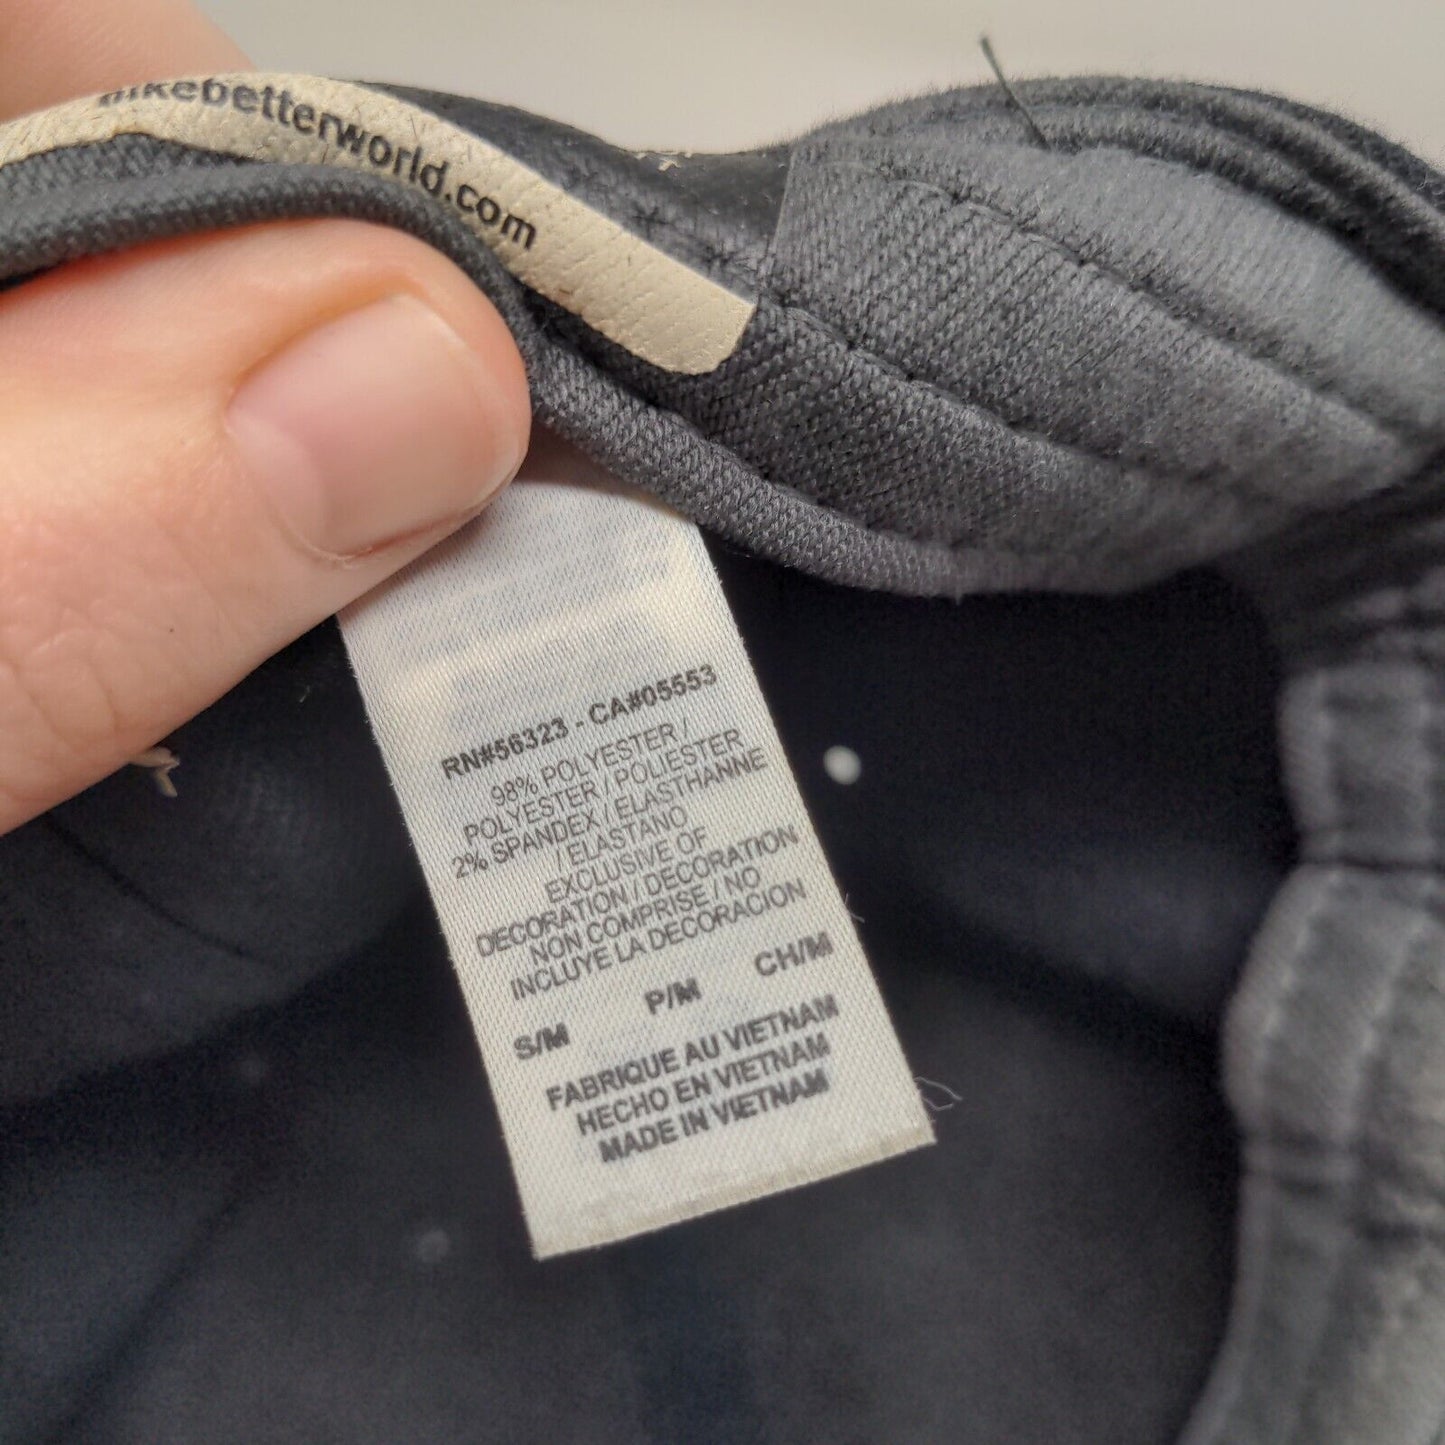 nikebetterworld.com
RN#56323 - CA#05553
98% POLYESTER /
POLYESTER / POLIESTER
2% SPANDEX / ELASTHANNE
/ ELASTANO
EXCLUSIVE OF
DECORATION / DECORATION
NON COMPRISE / NO
INCLUYE LA DECORACION
S/M P/M CH/M
FABRIQUE AU VIETNAM
HECHO EN VIETNAM
MADE IN VIETNAM